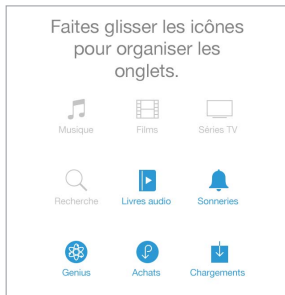 Faites glisser les icônes
pour organiser les
onglets.
Musique Films Séries TV
Recherche Livres audio Sonneries
Genius Achats Chargements